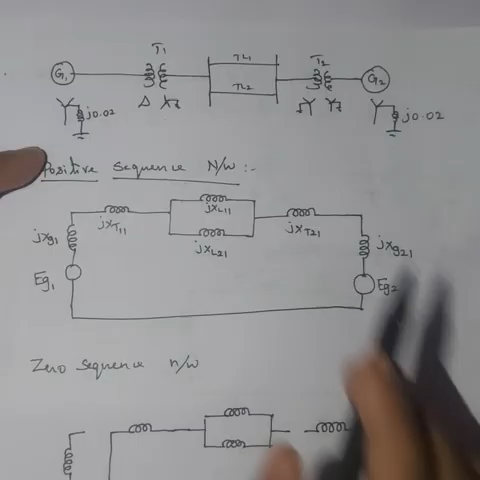 T1 T2
G1 TL1 G2
TL2
Δ Y Y Y
j0.02 j0.02
Positive Sequence N/W :-
jxL11
jxT11 jxT21
jxg1 jxL21 jxg21
Eg1 Eg2
Zero Sequence n/w